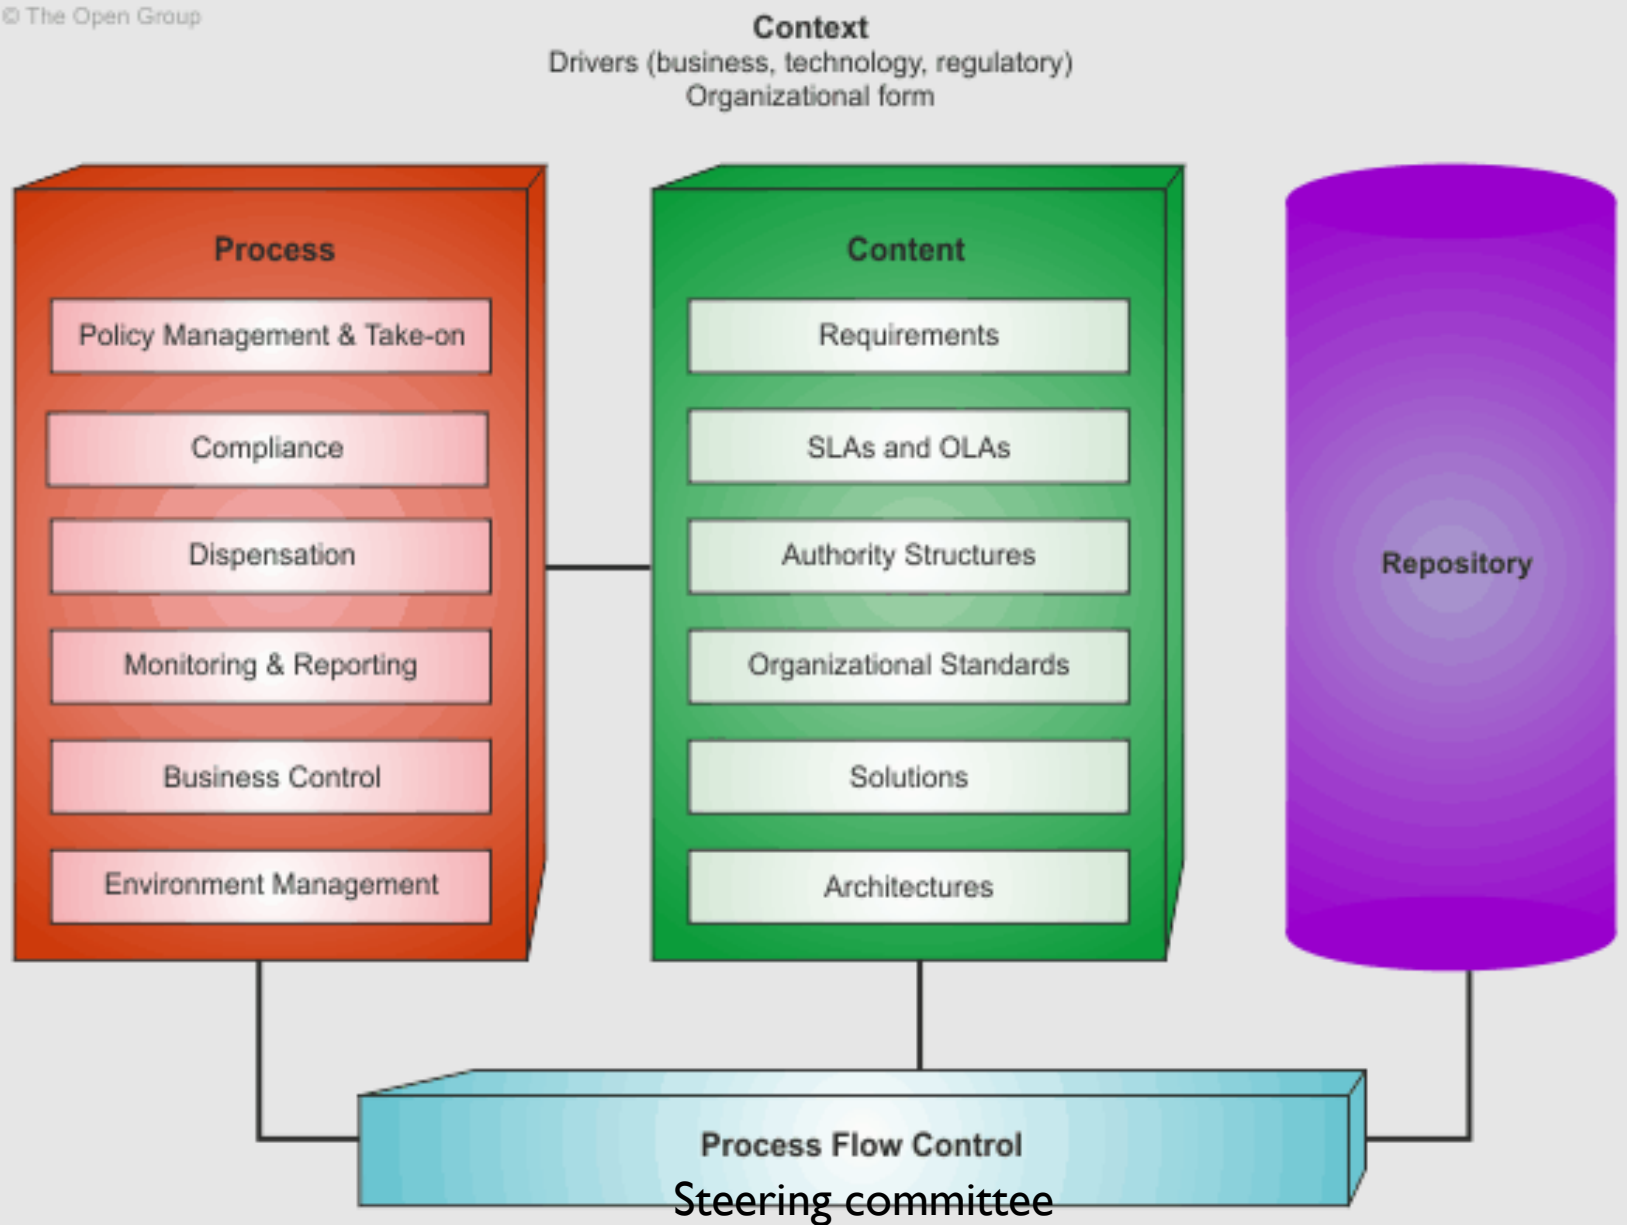 © The Open Group
Context
Drivers (business, technology, regulatory)
Organizational form
Process
Policy Management & Take-on
Compliance
Dispensation
Monitoring & Reporting
Business Control
Environment Management
Content
Requirements
SLAs and OLAs
Authority Structures
Organizational Standards
Solutions
Architectures
Repository
Process Flow Control
Steering committee